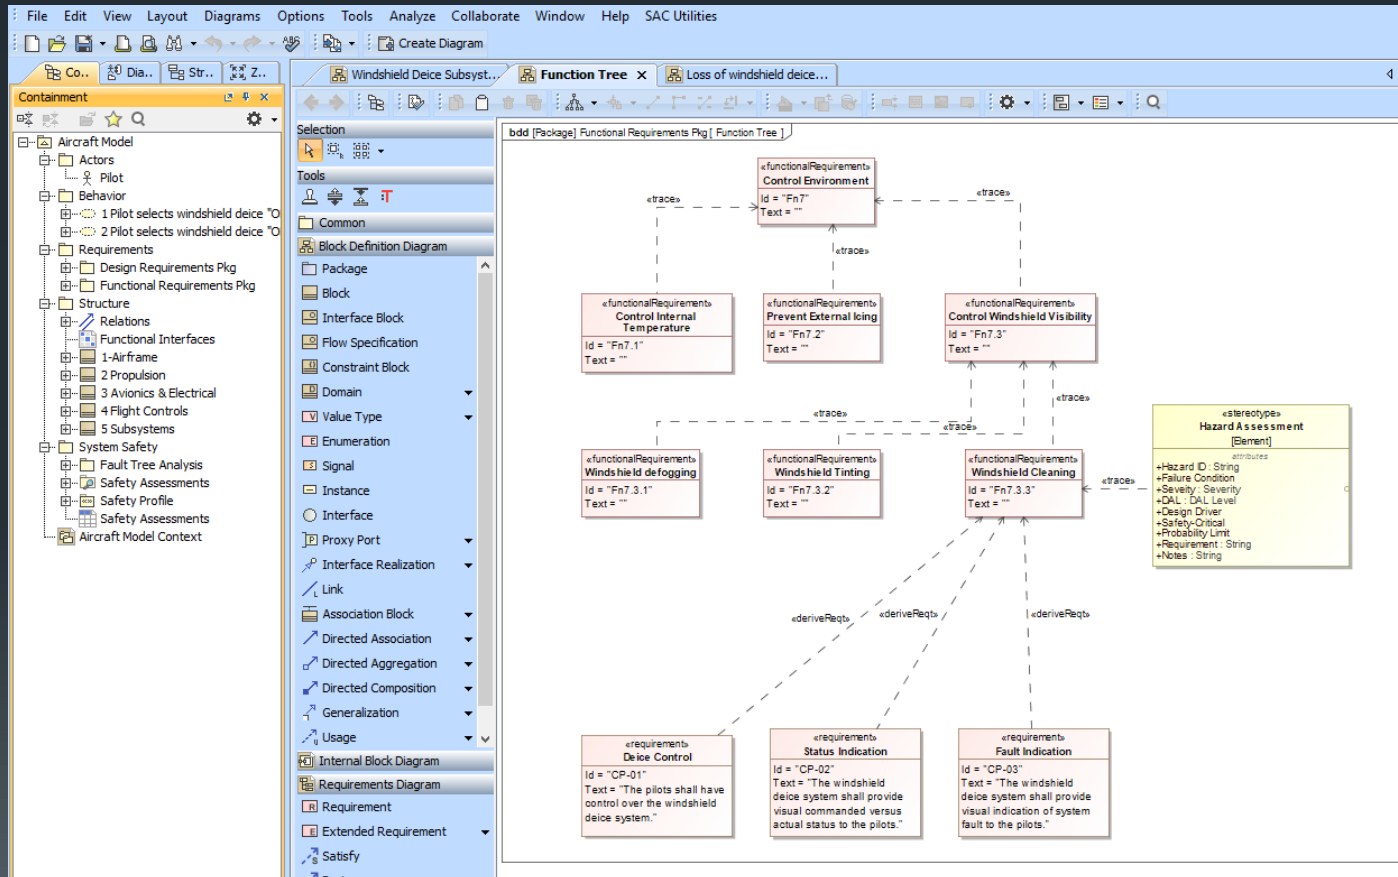 File Edit View Layout Diagrams Options Tools Analyze Collaborate Window Help SAC Utilities
Create Diagram
Co.. Dia.. Str.. Z..
Containment
Aircraft Model
Actors
Pilot
Behavior
1 Pilot selects windshield deice "O
2 Pilot selects windshield deice "O
Requirements
Design Requirements Pkg
Functional Requirements Pkg
Structure
Relations
Functional Interfaces
1-Airframe
2 Propulsion
3 Avionics & Electrical
4 Flight Controls
5 Subsystems
System Safety
Fault Tree Analysis
Safety Assessments
Safety Profile
Safety Assessments
Aircraft Model Context
Windshield Deice Subsyst... Function Tree Loss of windshield deice...
Selection
Tools
Common
Block Definition Diagram
Package
Block
Interface Block
Flow Specification
Constraint Block
Domain
Value Type
Enumeration
Signal
Instance
Interface
Proxy Port
Interface Realization
Link
Association Block
Directed Association
Directed Aggregation
Directed Composition
Generalization
Usage
Internal Block Diagram
Requirements Diagram
Requirement
Extended Requirement
Satisfy
bdd [Package] Functional Requirements Pkg [ Function Tree ]
«functionalRequirement»
Control Environment
Id = "Fn7"
Text = ""
«trace»
«trace»
«trace»
«functionalRequirement»
Control Internal
Temperature
Id = "Fn7.1"
Text = ""
«functionalRequirement»
Prevent External Icing
Id = "Fn7.2"
Text = ""
«functionalRequirement»
Control Windshield Visibility
Id = "Fn7.3"
Text = ""
«trace»
«trace»
«trace»
«functionalRequirement»
Windshield defogging
Id = "Fn7.3.1"
Text = ""
«functionalRequirement»
Windshield Tinting
Id = "Fn7.3.2"
Text = ""
«functionalRequirement»
Windshield Cleaning
Id = "Fn7.3.3"
Text = ""
«trace»
«stereotype»
Hazard Assessment
[Element]
attributes
+Hazard ID : String
+Failure Condition
+Severity : Severity
+DAL : DAL Level
+Design Driver
+Safety-Critical
+Probability Limit
+Requirement : String
+Notes : String
«deriveReqt»
«deriveReqt»
«deriveReqt»
«requirement»
Deice Control
Id = "CP-01"
Text = "The pilots shall have
control over the windshield
deice system."
«requirement»
Status Indication
Id = "CP-02"
Text = "The windshield
deice system shall provide
visual commanded versus
actual status to the pilots."
«requirement»
Fault Indication
Id = "CP-03"
Text = "The windshield
deice system shall provide
visual indication of system
fault to the pilots."